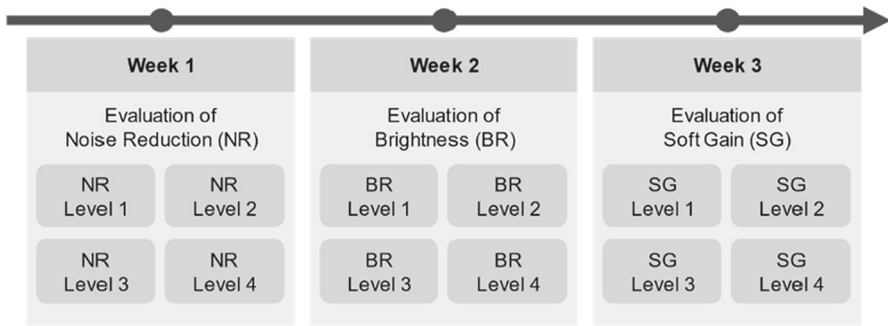 Week 1
Evaluation of
Noise Reduction (NR)
NR
Level 1
NR
Level 2
NR
Level 3
NR
Level 4
Week 2
Evaluation of
Brightness (BR)
BR
Level 1
BR
Level 2
BR
Level 3
BR
Level 4
Week 3
Evaluation of
Soft Gain (SG)
SG
Level 1
SG
Level 2
SG
Level 3
SG
Level 4